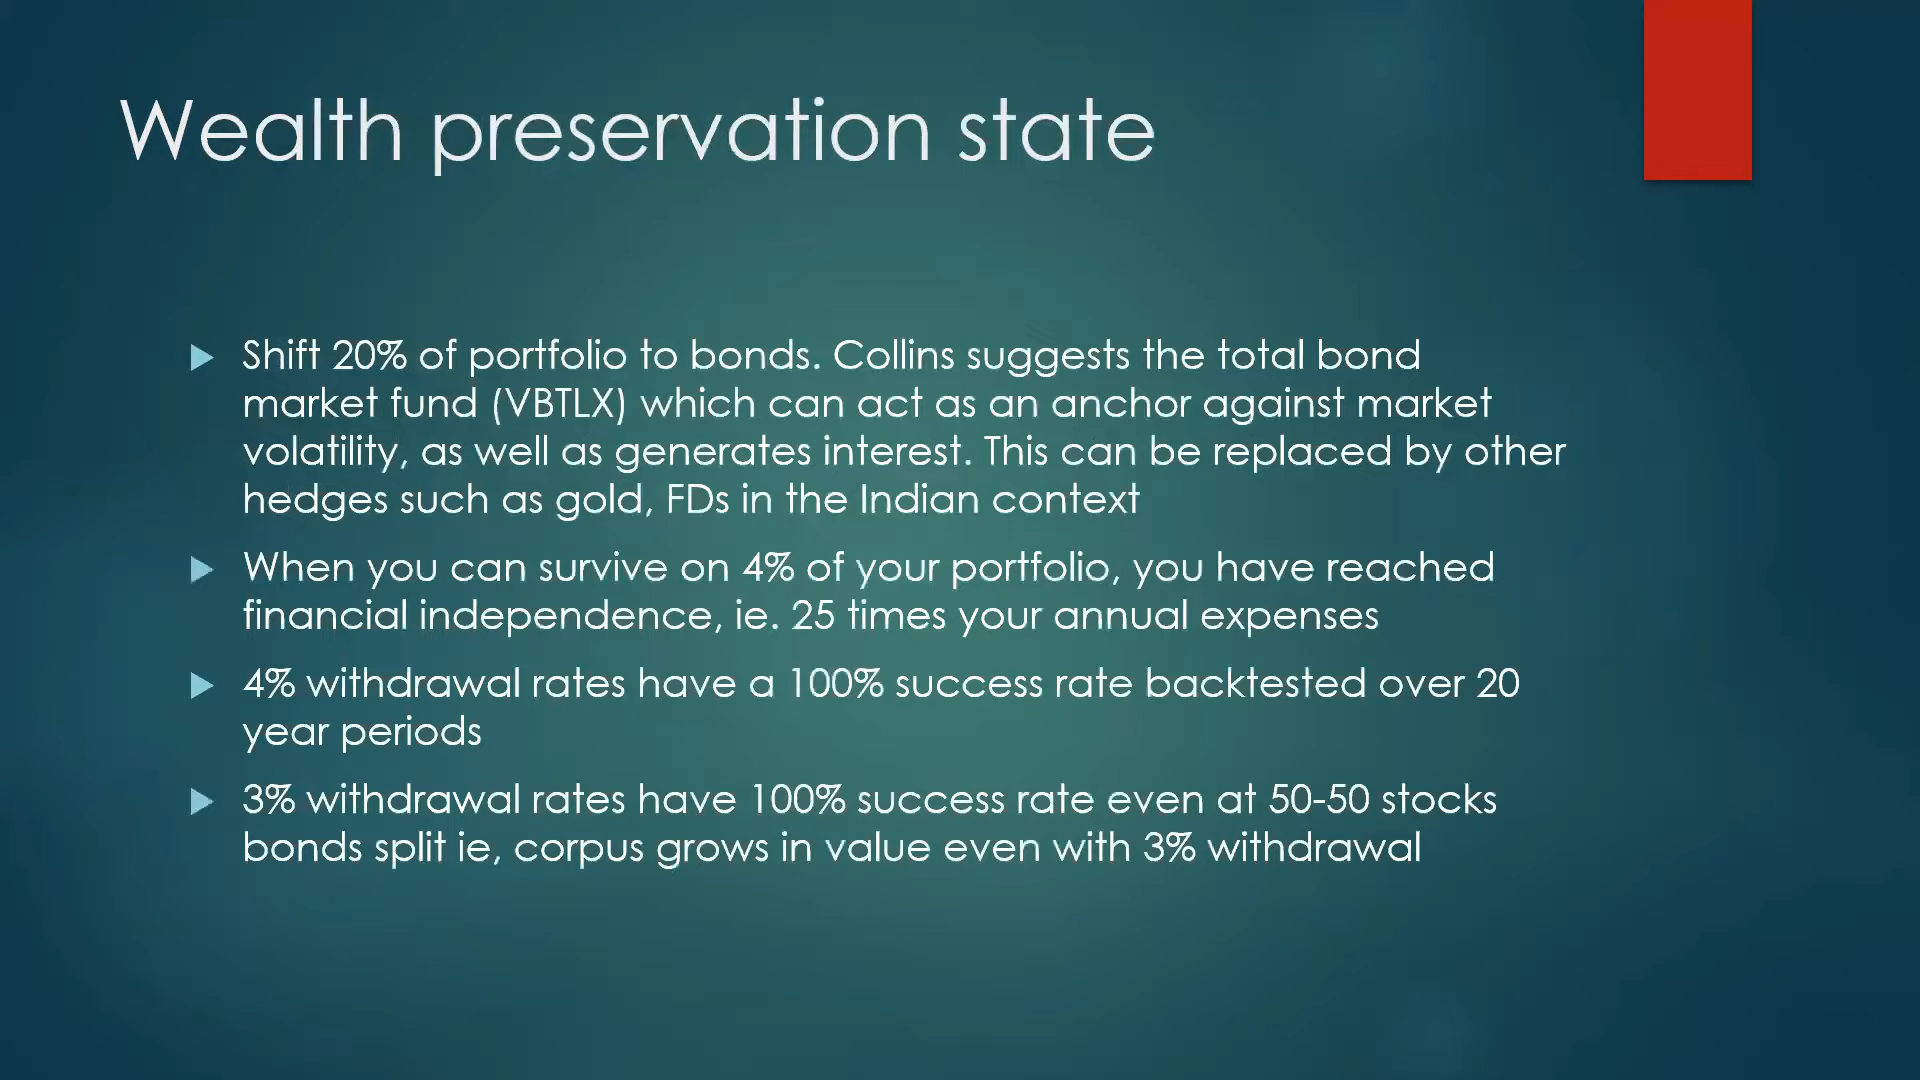 Wealth preservation state
Shift 20% of portfolio to bonds. Collins suggests the total bond
market fund (VBTLX) which can act as an anchor against market
volatility, as well as generates interest. This can be replaced by other
hedges such as gold, FDs in the Indian context
When you can survive on 4% of your portfolio, you have reached
financial independence, ie. 25 times your annual expenses
4% withdrawal rates have a 100% success rate backtested over 20
year periods
3% withdrawal rates have 100% success rate even at 50-50 stocks
bonds split ie, corpus grows in value even with 3% withdrawal